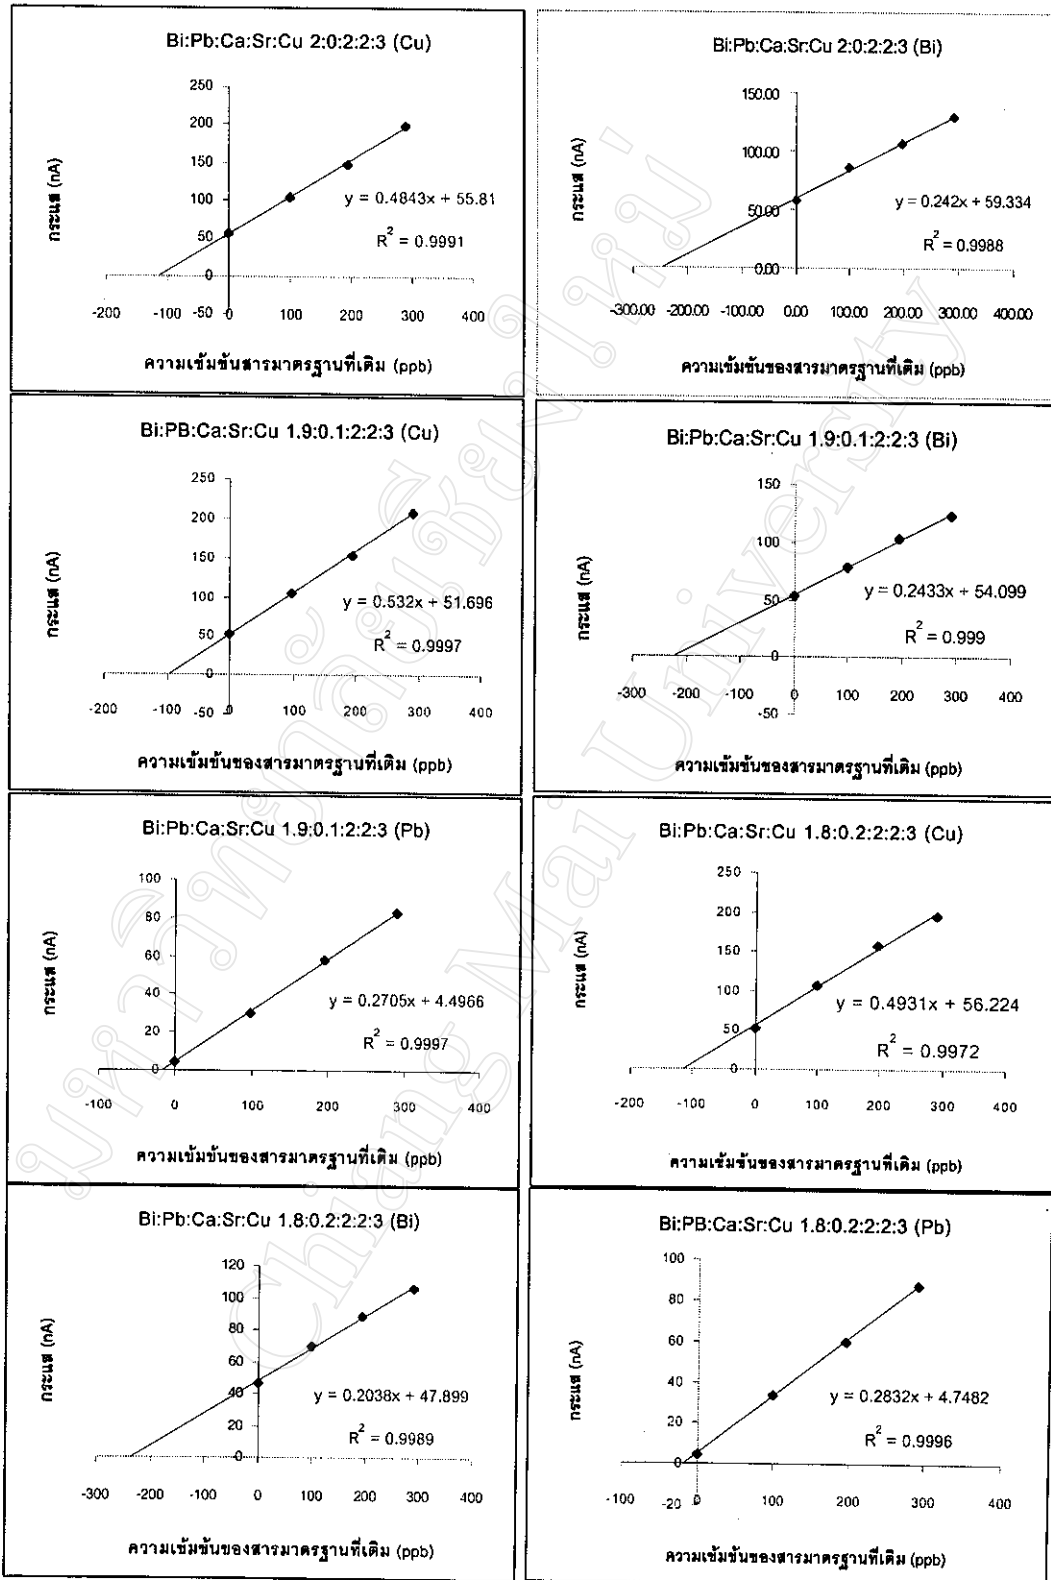 Bi:Pb:Ca:Sr:Cu 2:0:2:2:3 (Cu)
250
200
150
100
50
0
-50
-200 -100 0 100 200 300 400
กระแส (nA)
y = 0.4843x + 55.81
R2 = 0.9991
ความเข้มข้นสารมาตรฐานที่เติม (ppb)
Bi:Pb:Ca:Sr:Cu 2:0:2:2:3 (Bi)
150.00
100.00
50.00
0.00
-300.00 -200.00 -100.00 0.00 100.00 200.00 300.00 400.00
กระแส (nA)
y = 0.242x + 59.334
R2 = 0.9988
ความเข้มข้นของสารมาตรฐานที่เติม (ppb)
Bi:PB:Ca:Sr:Cu 1.9:0.1:2:2:3 (Cu)
250
200
150
100
50
0
-50
-200 -100 0 100 200 300 400
กระแส (nA)
y = 0.532x + 51.696
R2 = 0.9997
ความเข้มข้นของสารมาตรฐานที่เติม (ppb)
Bi:Pb:Ca:Sr:Cu 1.9:0.1:2:2:3 (Bi)
150
100
50
0
-50
-300 -200 -100 0 100 200 300 400
กระแส (nA)
y = 0.2433x + 54.099
R2 = 0.999
ความเข้มข้นของสารมาตรฐานที่เติม (ppb)
Bi:Pb:Ca:Sr:Cu 1.9:0.1:2:2:3 (Pb)
100
80
60
40
20
0
-100 0 100 200 300 400
กระแส (nA)
y = 0.2705x + 4.4966
R2 = 0.9997
ความเข้มข้นของสารมาตรฐานที่เติม (ppb)
Bi:Pb:Ca:Sr:Cu 1.8:0.2:2:2:3 (Cu)
250
200
150
100
50
0
-200 -100 0 100 200 300 400
กระแส (nA)
y = 0.4931x + 56.224
R2 = 0.9972
ความเข้มข้นของสารมาตรฐานที่เติม (ppb)
Bi:Pb:Ca:Sr:Cu 1.8:0.2:2:2:3 (Bi)
120
100
80
60
40
20
0
-300 -200 -100 0 100 200 300 400
กระแส (nA)
y = 0.2038x + 47.899
R2 = 0.9989
ความเข้มข้นของสารมาตรฐานที่เติม (ppb)
Bi:PB:Ca:Sr:Cu 1.8:0.2:2:2:3 (Pb)
100
80
60
40
20
0
-20
-100 0 100 200 300 400
กระแส (nA)
y = 0.2832x + 4.7482
R2 = 0.9996
ความเข้มข้นของสารมาตรฐานที่เติม (ppb)
มหาวิทยาลัยเชียงใหม่
Chiang Mai University